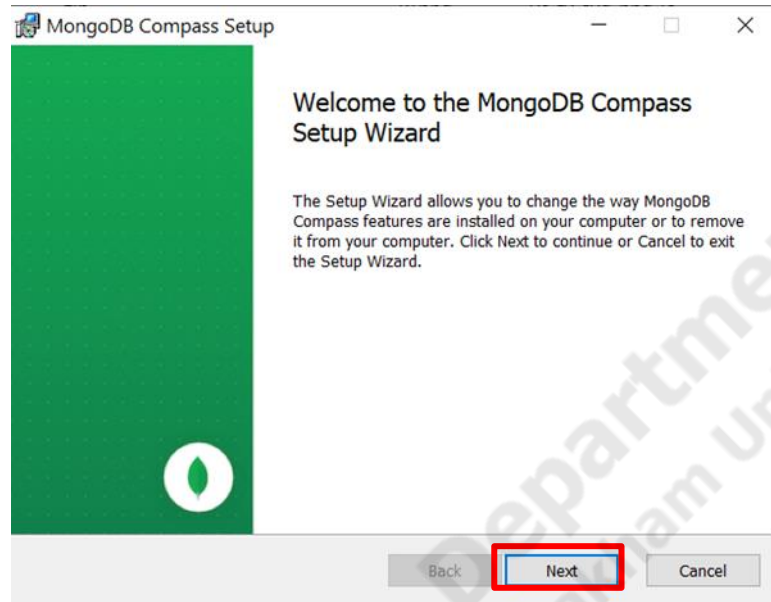 MongoDB Compass Setup
Welcome to the MongoDB Compass
Setup Wizard
The Setup Wizard allows you to change the way MongoDB
Compass features are installed on your computer or to remove
it from your computer. Click Next to continue or Cancel to exit
the Setup Wizard.
Back
Next
Cancel